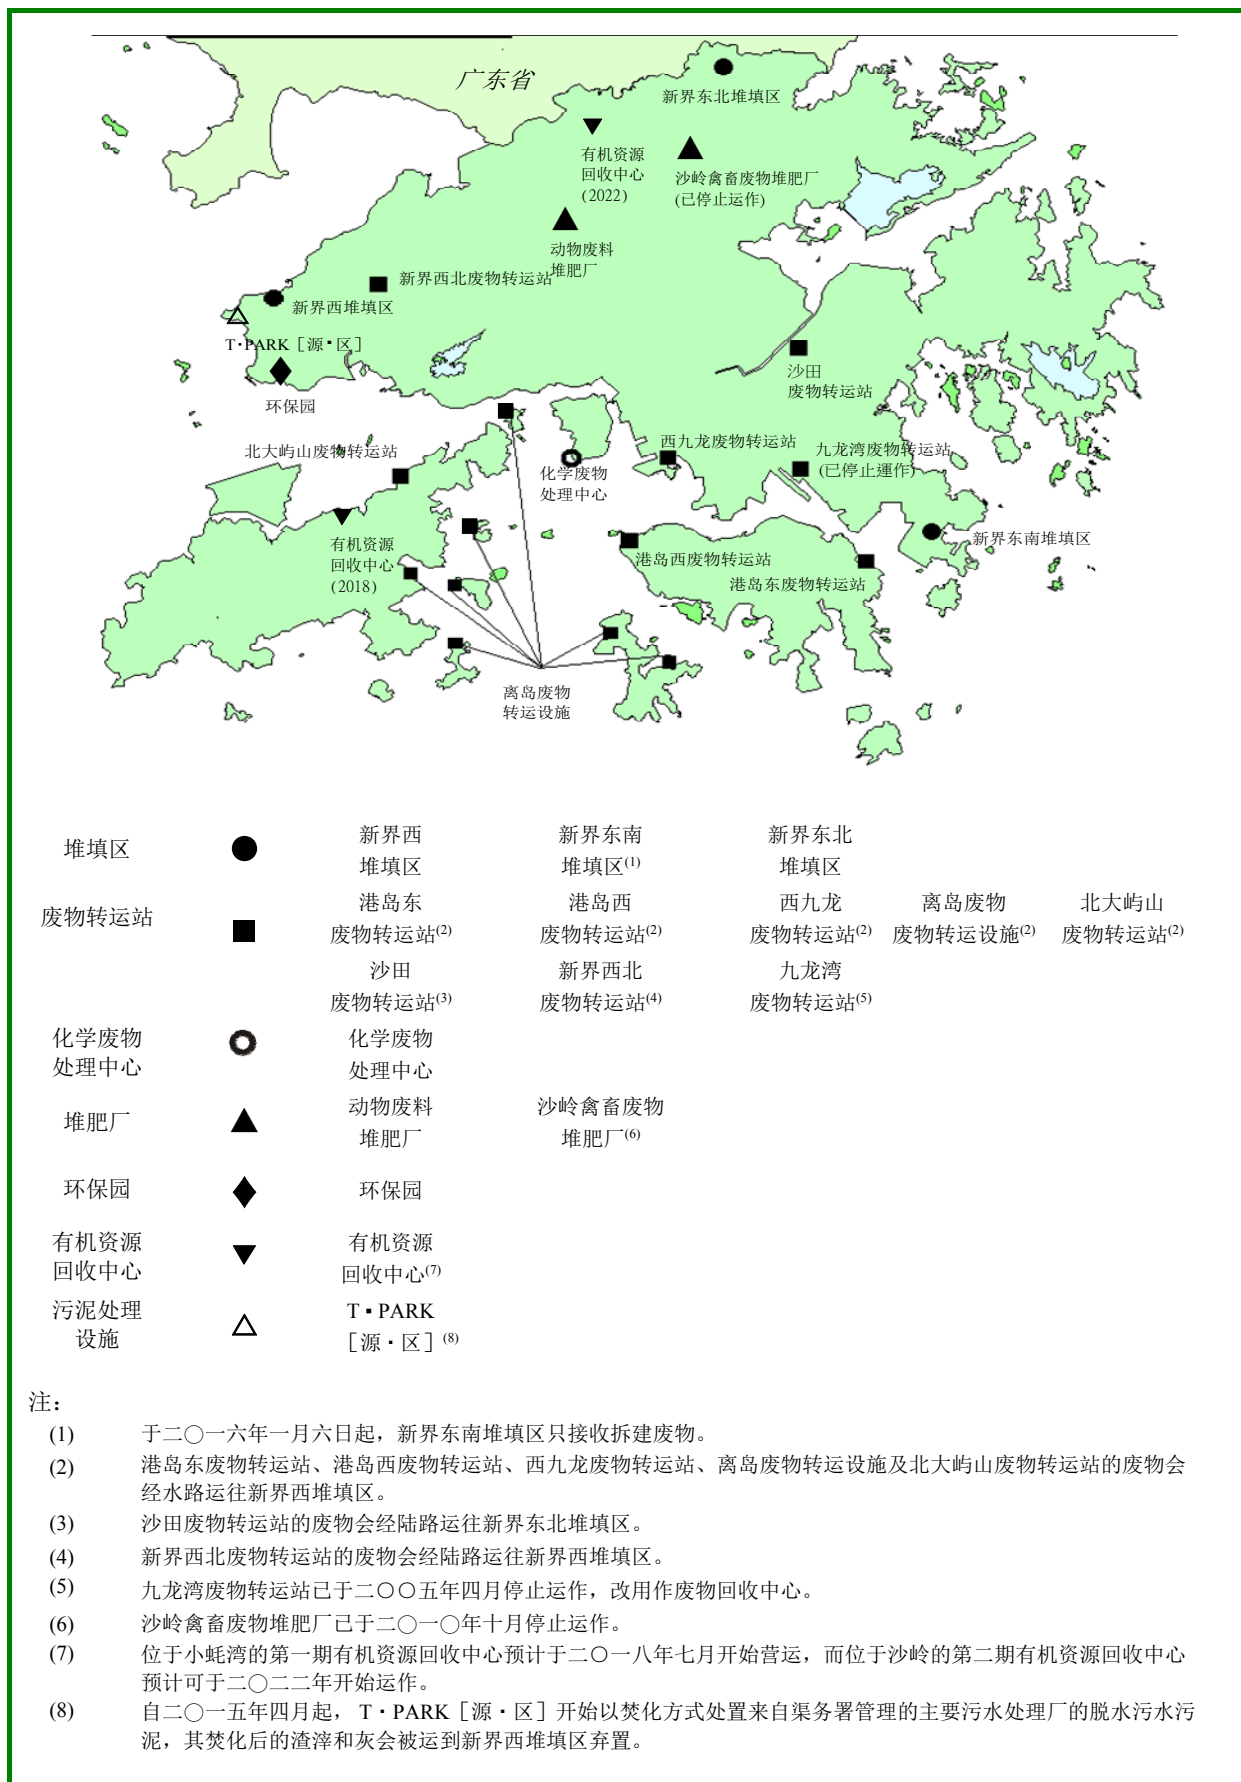 广东省
新界东北堆填区
有机资源
回收中心
(2022)
沙岭禽畜废物堆肥厂
(已停止运作)
动物废料
堆肥厂
新界西北废物转运站
新界西堆填区
T·PARK［源·区］
环保园
沙田
废物转运站
北大屿山废物转运站
化学废物
处理中心
西九龙废物转运站
九龙湾废物转运站
(已停止運作)
有机资源
回收中心
(2018)
港岛西废物转运站
新界东南堆填区
港岛东废物转运站
离岛废物
转运设施
堆填区 新界西 新界东南 新界东北
堆填区 堆填区(1) 堆填区
废物转运站 港岛东 港岛西 西九龙 离岛废物 北大屿山
废物转运站(2) 废物转运站(2) 废物转运站(2) 废物转运设施(2) 废物转运站(2)
沙田 新界西北 九龙湾
废物转运站(3) 废物转运站(4) 废物转运站(5)
化学废物 化学废物
处理中心 处理中心
堆肥厂 动物废料 沙岭禽畜废物
堆肥厂 堆肥厂(6)
环保园 环保园
有机资源 有机资源
回收中心 回收中心(7)
污泥处理 T·PARK
设施 ［源·区］(8)
注：
(1) 于二○一六年一月六日起，新界东南堆填区只接收拆建废物。
(2) 港岛东废物转运站、港岛西废物转运站、西九龙废物转运站、离岛废物转运设施及北大屿山废物转运站的废物会
经水路运往新界西堆填区。
(3) 沙田废物转运站的废物会经陆路运往新界东北堆填区。
(4) 新界西北废物转运站的废物会经陆路运往新界西堆填区。
(5) 九龙湾废物转运站已于二○○五年四月停止运作，改用作废物回收中心。
(6) 沙岭禽畜废物堆肥厂已于二○一○年十月停止运作。
(7) 位于小蚝湾的第一期有机资源回收中心预计于二○一八年七月开始营运，而位于沙岭的第二期有机资源回收中心
预计可于二○二二年开始运作。
(8) 自二○一五年四月起， T·PARK［源·区］开始以焚化方式处置来自渠务署管理的主要污水处理厂的脱水污水污
泥，其焚化后的渣滓和灰会被运到新界西堆填区弃置。